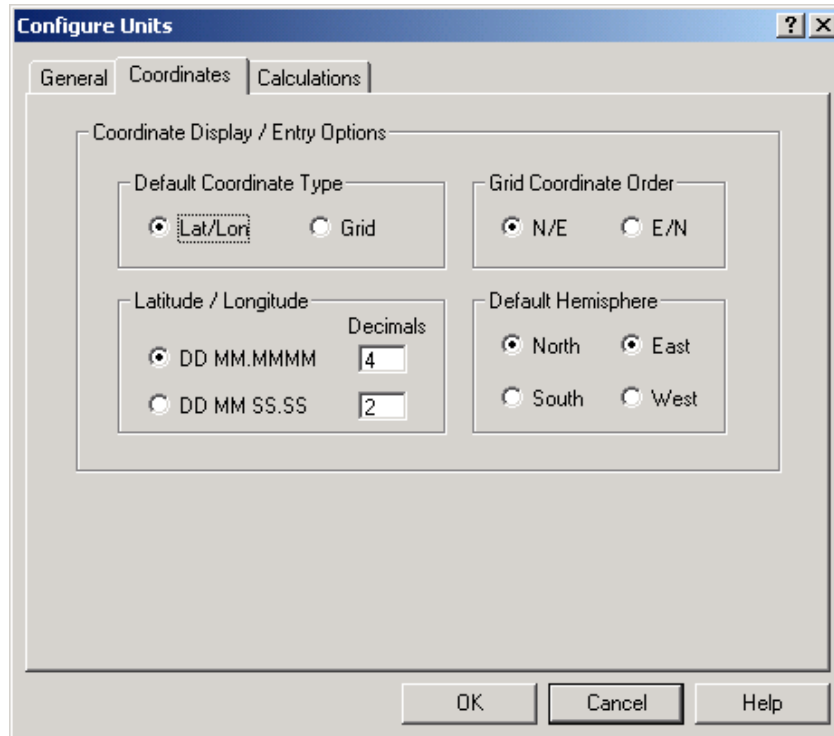 Configure Units
General Coordinates Calculations
Coordinate Display / Entry Options
Default Coordinate Type
Lat/Lon Grid
Grid Coordinate Order
N/E E/N
Latitude / Longitude
Decimals
DD MM.MMMM 4
DD MM SS.SS 2
Default Hemisphere
North East
South West
OK Cancel Help